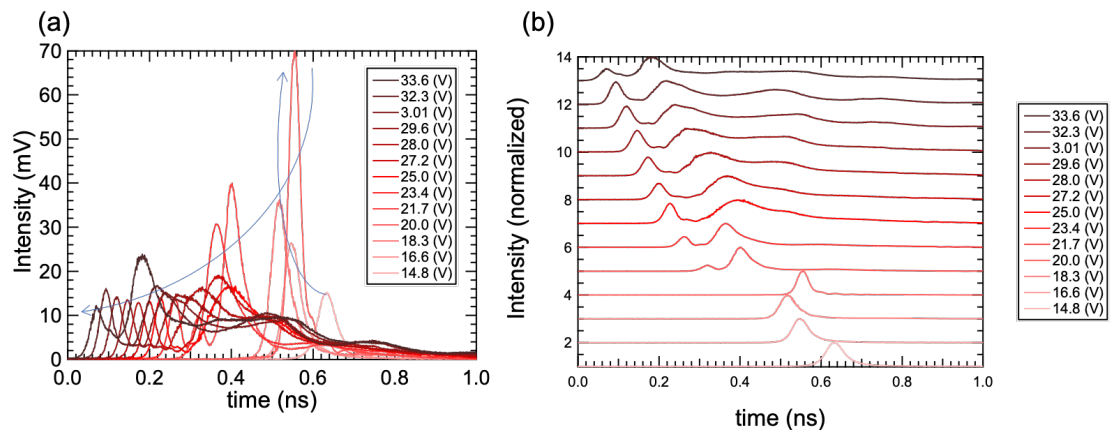 (a)
70
60
50
40
30
20
10
0
Intensity (mV)
0.0 0.2 0.4 0.6 0.8 1.0
time (ns)
33.6 (V)
32.3 (V)
3.01 (V)
29.6 (V)
28.0 (V)
27.2 (V)
25.0 (V)
23.4 (V)
21.7 (V)
20.0 (V)
18.3 (V)
16.6 (V)
14.8 (V)
(b)
14
12
10
8
6
4
2
Intensity (normalized)
0.0 0.2 0.4 0.6 0.8 1.0
time (ns)
33.6 (V)
32.3 (V)
3.01 (V)
29.6 (V)
28.0 (V)
27.2 (V)
25.0 (V)
23.4 (V)
21.7 (V)
20.0 (V)
18.3 (V)
16.6 (V)
14.8 (V)